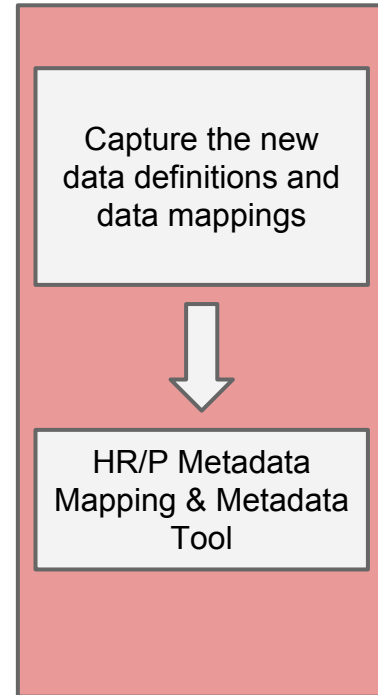 Capture the new
data definitions and
data mappings
HR/P Metadata
Mapping & Metadata
Tool